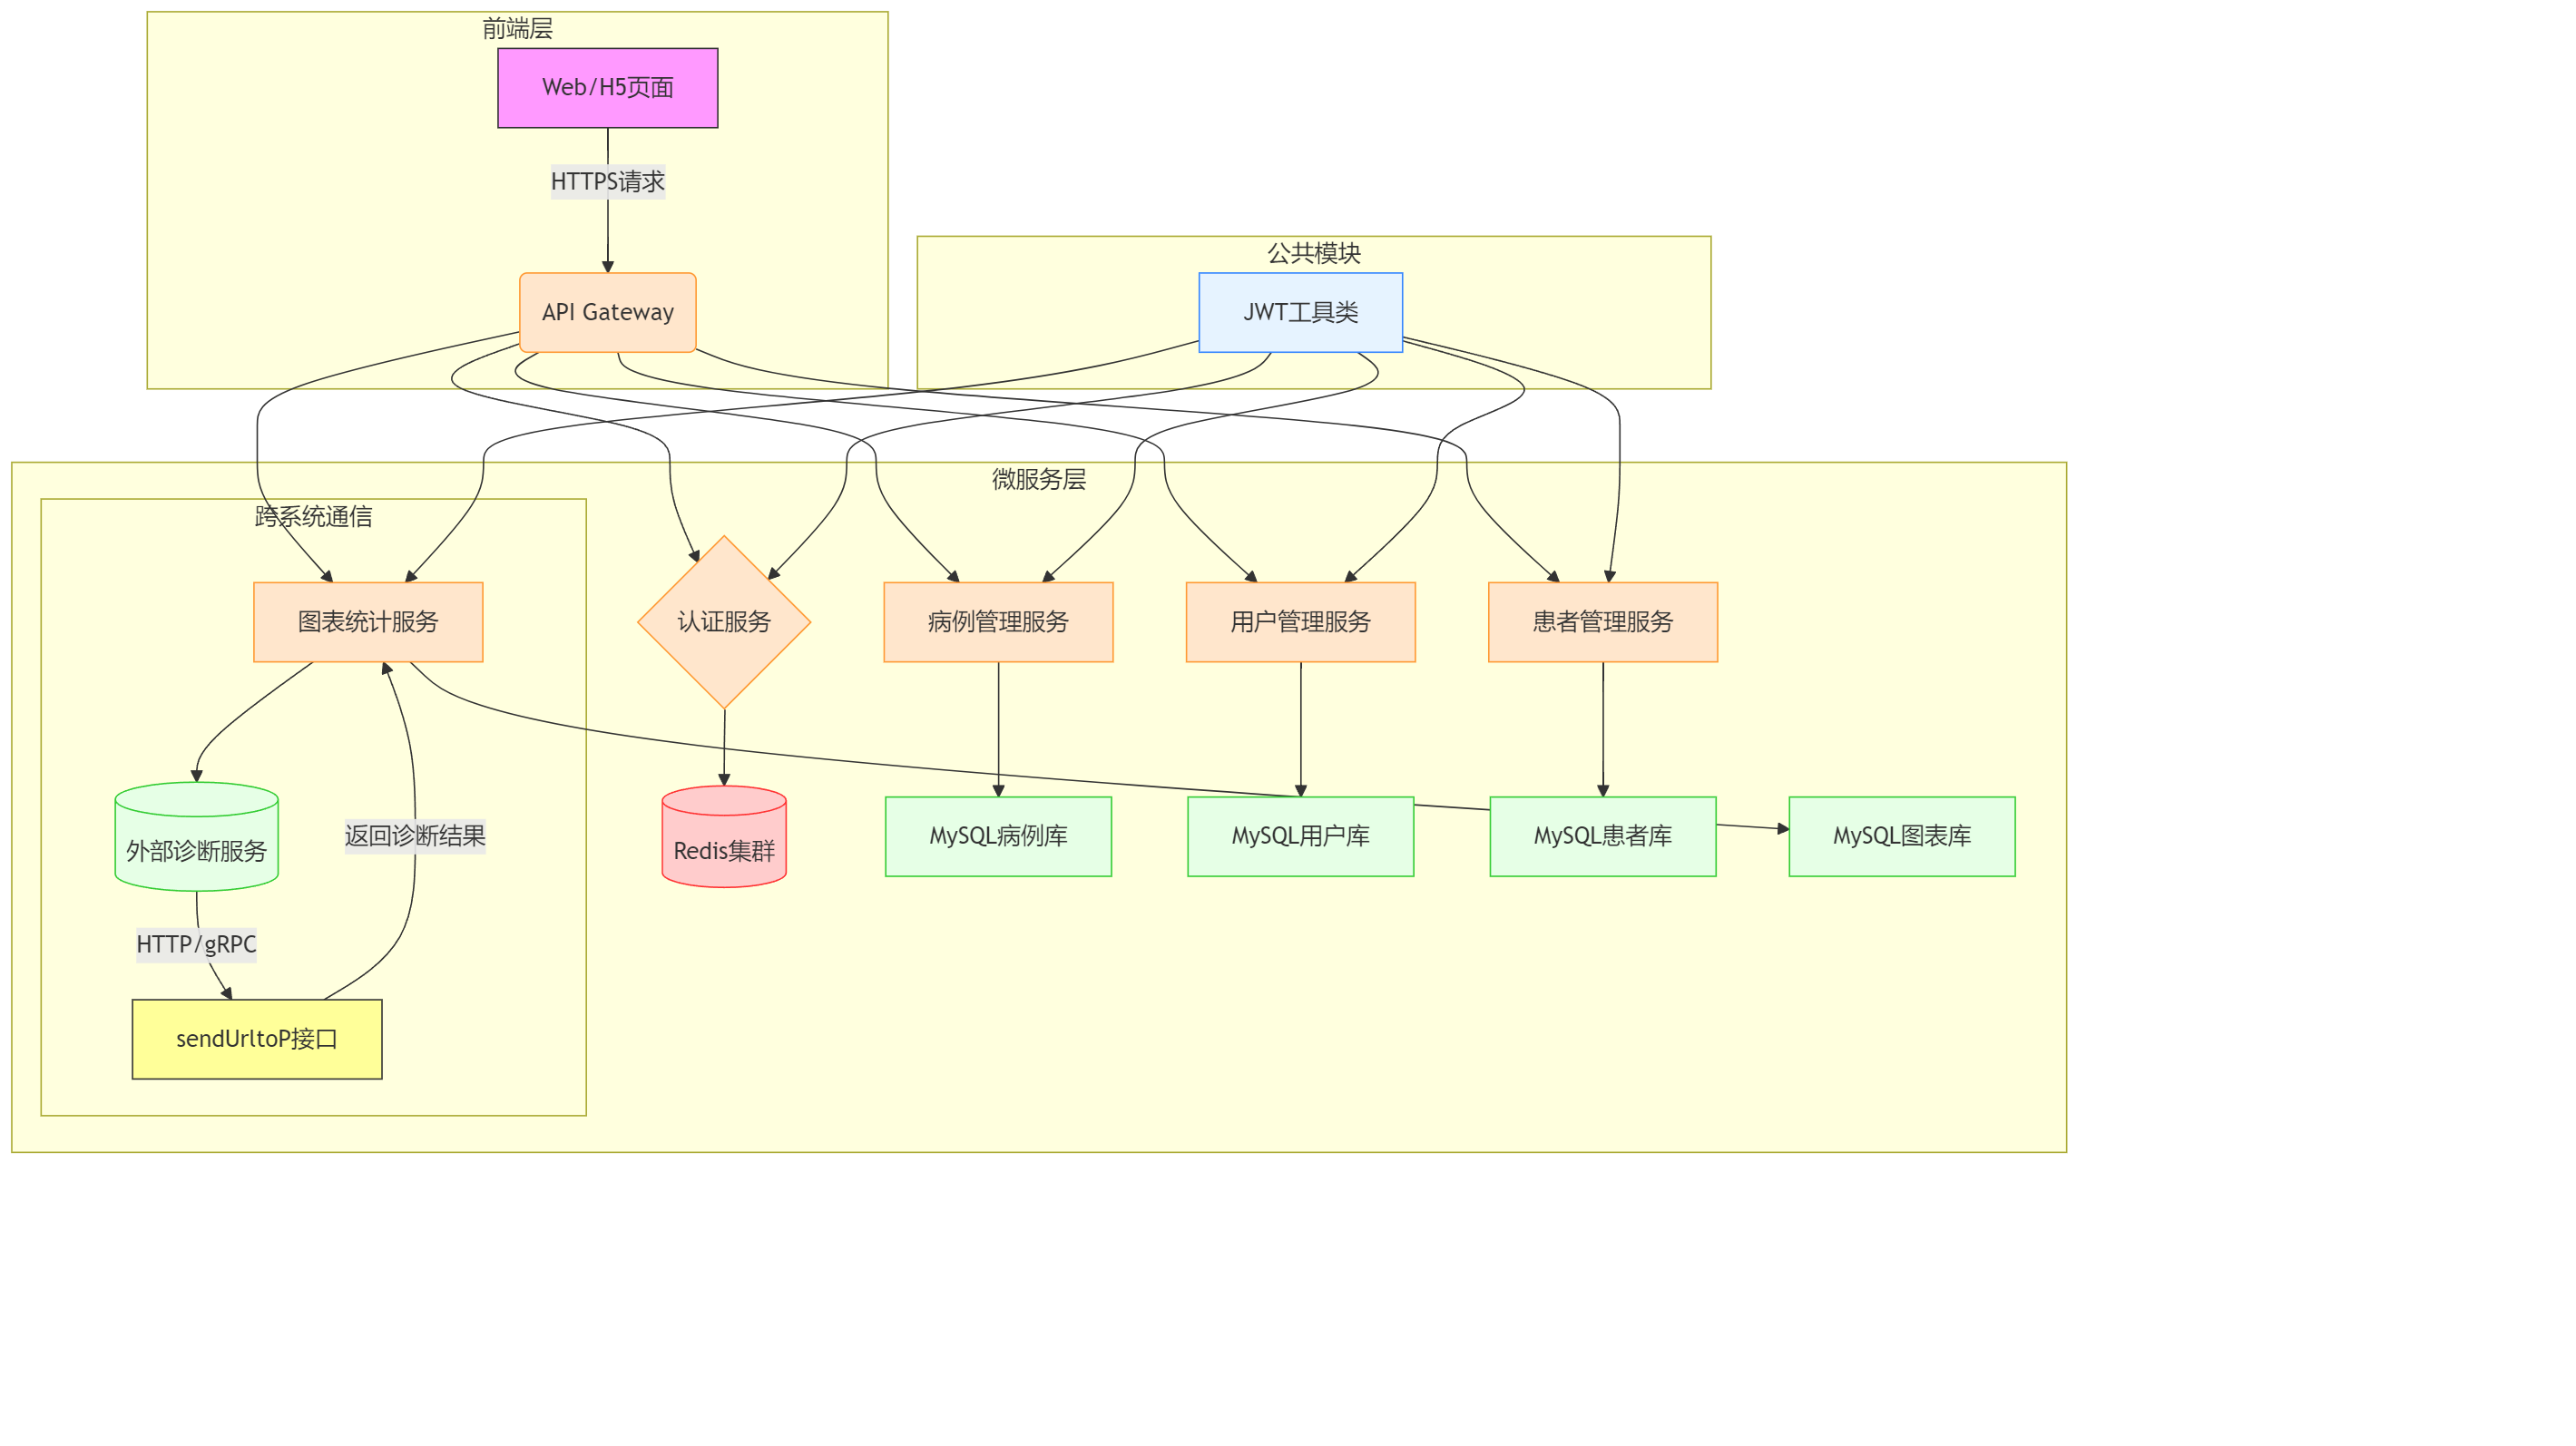 前端层
Web/H5页面
HTTPS请求
公共模块
API Gateway
JWT工具类
微服务层
跨系统通信
图表统计服务
认证服务
病例管理服务
用户管理服务
患者管理服务
外部诊断服务
返回诊断结果
Redis集群
MySQL病例库
MySQL用户库
MySQL患者库
MySQL图表库
HTTP/gRPC
sendUrltoP接口